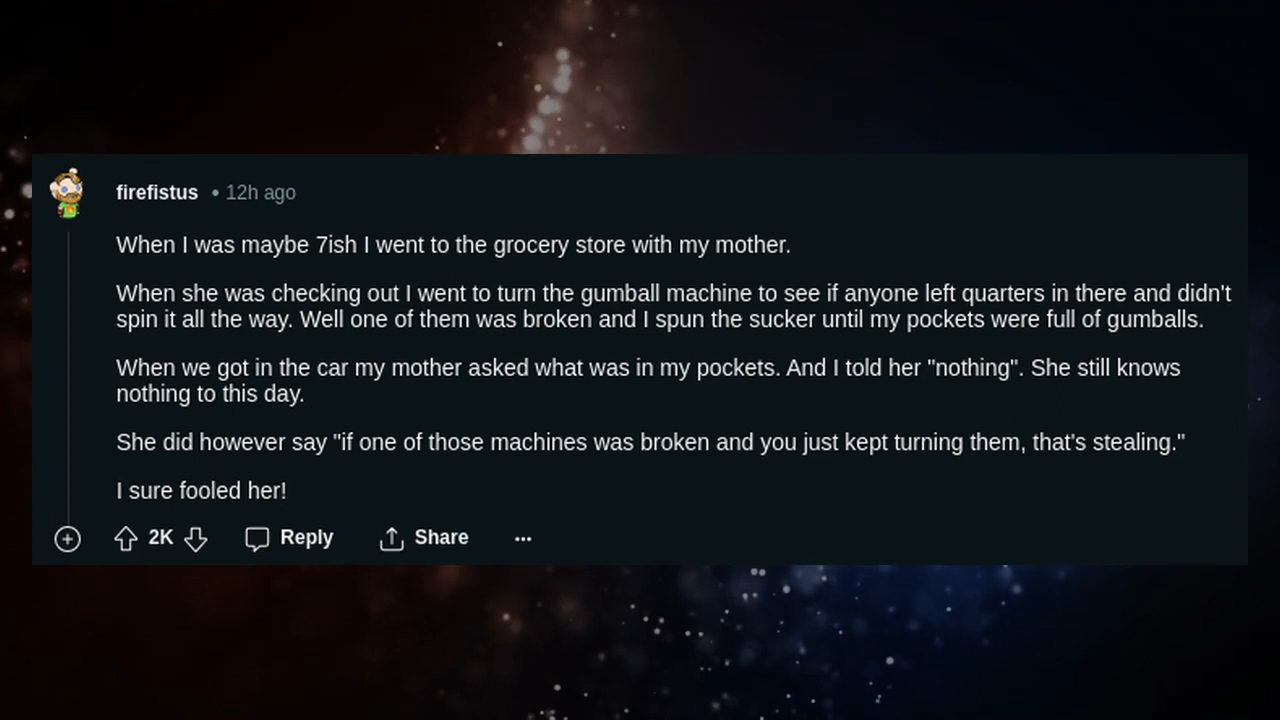 firefistus • 12h ago
When I was maybe 7ish I went to the grocery store with my mother.
When she was checking out I went to turn the gumball machine to see if anyone left quarters in there and didn't
spin it all the way. Well one of them was broken and I spun the sucker until my pockets were full of gumballs.
When we got in the car my mother asked what was in my pockets. And I told her "nothing". She still knows
nothing to this day.
She did however say "if one of those machines was broken and you just kept turning them, that's stealing."
I sure fooled her!
2K Reply Share ...